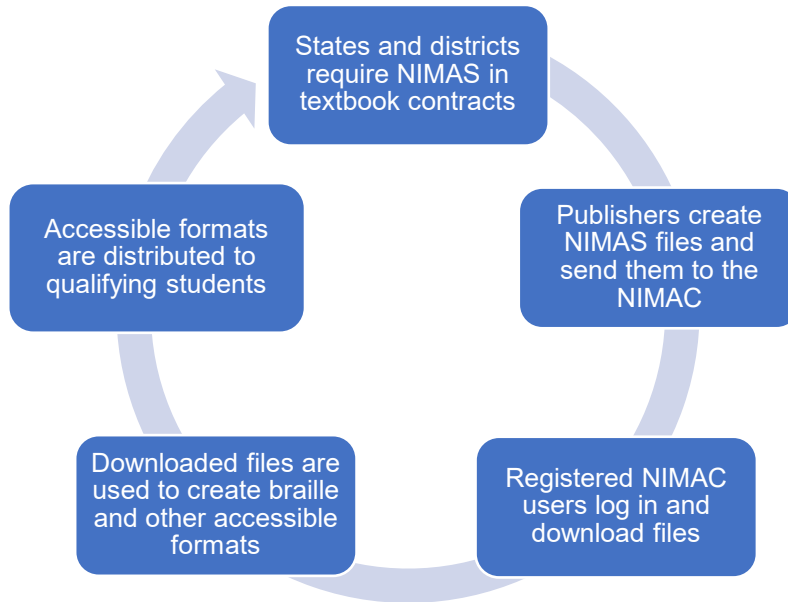 States and districts
require NIMAS in
textbook contracts
Publishers create
NIMAS files and
send them to the
NIMAC
Registered NIMAC
users log in and
download files
Downloaded files are
used to create braille
and other accessible
formats
Accessible formats
are distributed to
qualifying students